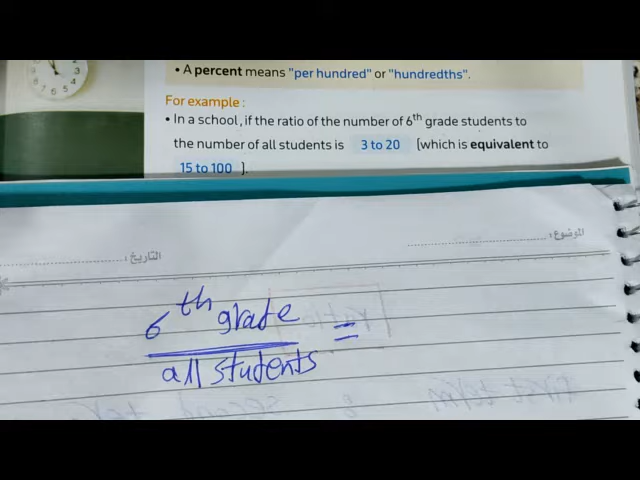 • A percent means "per hundred" or "hundredths".
For example :
• In a school, if the ratio of the number of 6th grade students to
the number of all students is 3 to 20 [which is equivalent to
15 to 100 ].
الموضوع:
التاريخ:
6th grade
all students
=